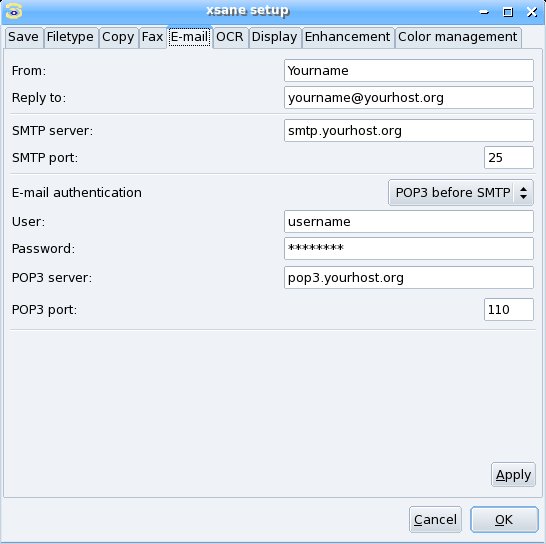 xsane setup
Save Filetype Copy Fax E-mail OCR Display Enhancement Color management
From: Yourname
Reply to: yourname@yourhost.org
SMTP server: smtp.yourhost.org
SMTP port: 25
E-mail authentication POP3 before SMTP
User: username
Password: ********
POP3 server: pop3.yourhost.org
POP3 port: 110
Apply
Cancel OK